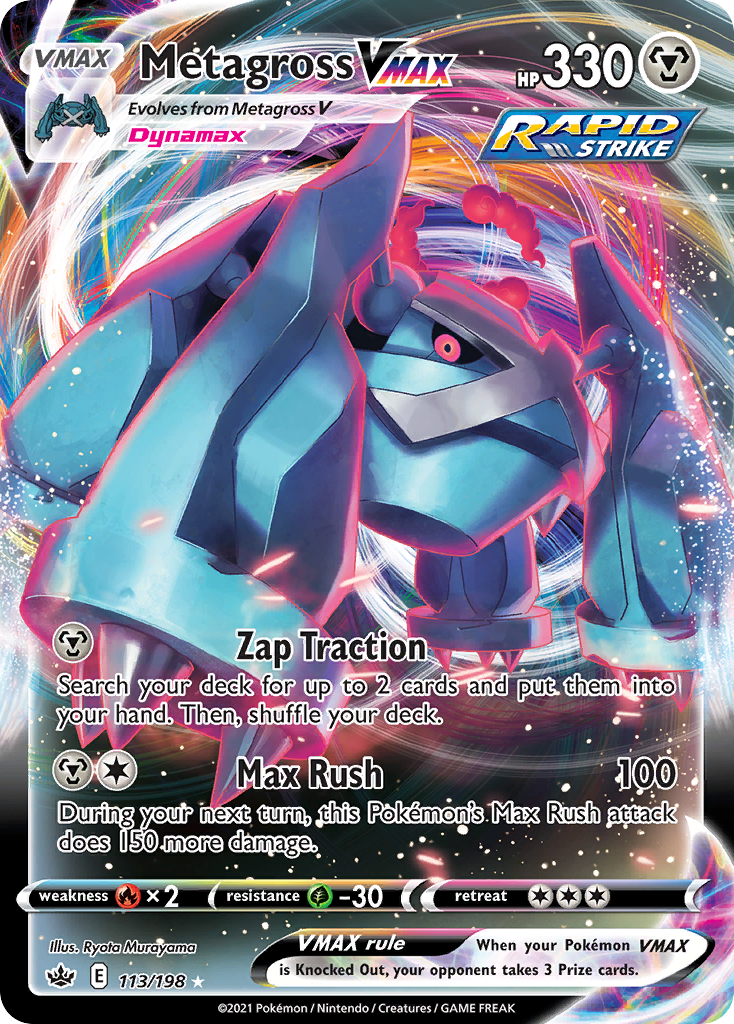 VMAX Metagross VMAX HP 330
Evolves from Metagross V
Dynamax
RAPID
STRIKE
Zap Traction
Search your deck for up to 2 cards and put them into
your hand. Then, shuffle your deck.
Max Rush 100
During your next turn, this Pokémon's Max Rush attack
does 150 more damage.
weakness ×2 resistance -30 retreat
Illus. Ryota Murayama
VMAX rule When your Pokémon VMAX
is Knocked Out, your opponent takes 3 Prize cards.
E 113/198
©2021 Pokémon / Nintendo / Creatures / GAME FREAK